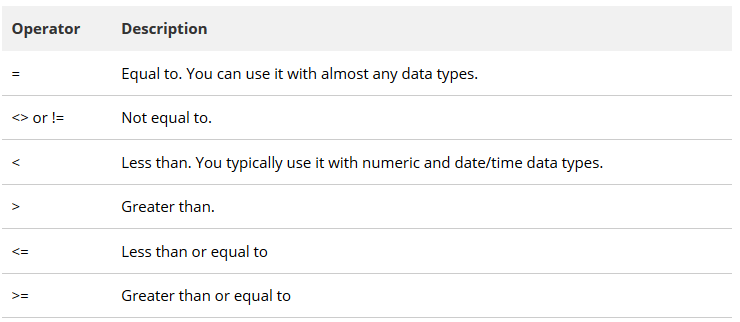 Operator Description
= Equal to. You can use it with almost any data types.
<> or != Not equal to.
< Less than. You typically use it with numeric and date/time data types.
> Greater than.
<= Less than or equal to
>= Greater than or equal to